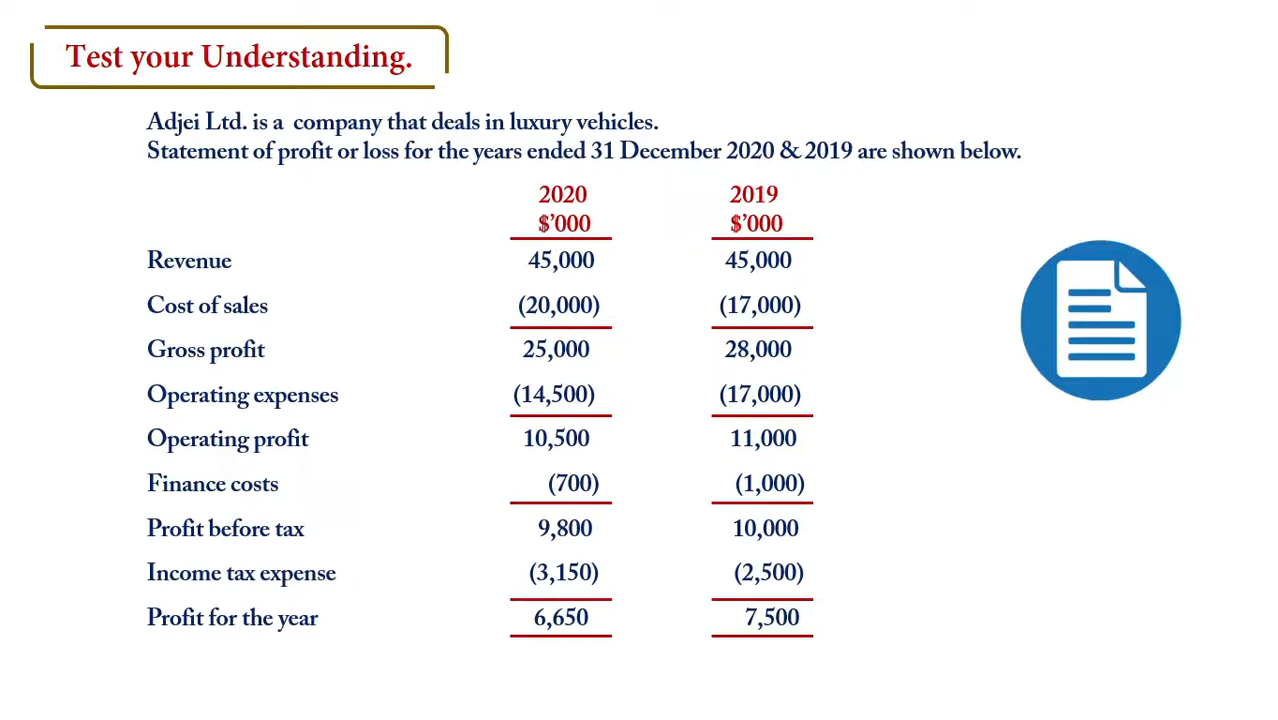 Test your Understanding.
Adjei Ltd. is a company that deals in luxury vehicles.
Statement of profit or loss for the years ended 31 December 2020 & 2019 are shown below.
2020 2019
$’000 $’000
Revenue 45,000 45,000
Cost of sales (20,000) (17,000)
Gross profit 25,000 28,000
Operating expenses (14,500) (17,000)
Operating profit 10,500 11,000
Finance costs (700) (1,000)
Profit before tax 9,800 10,000
Income tax expense (3,150) (2,500)
Profit for the year 6,650 7,500